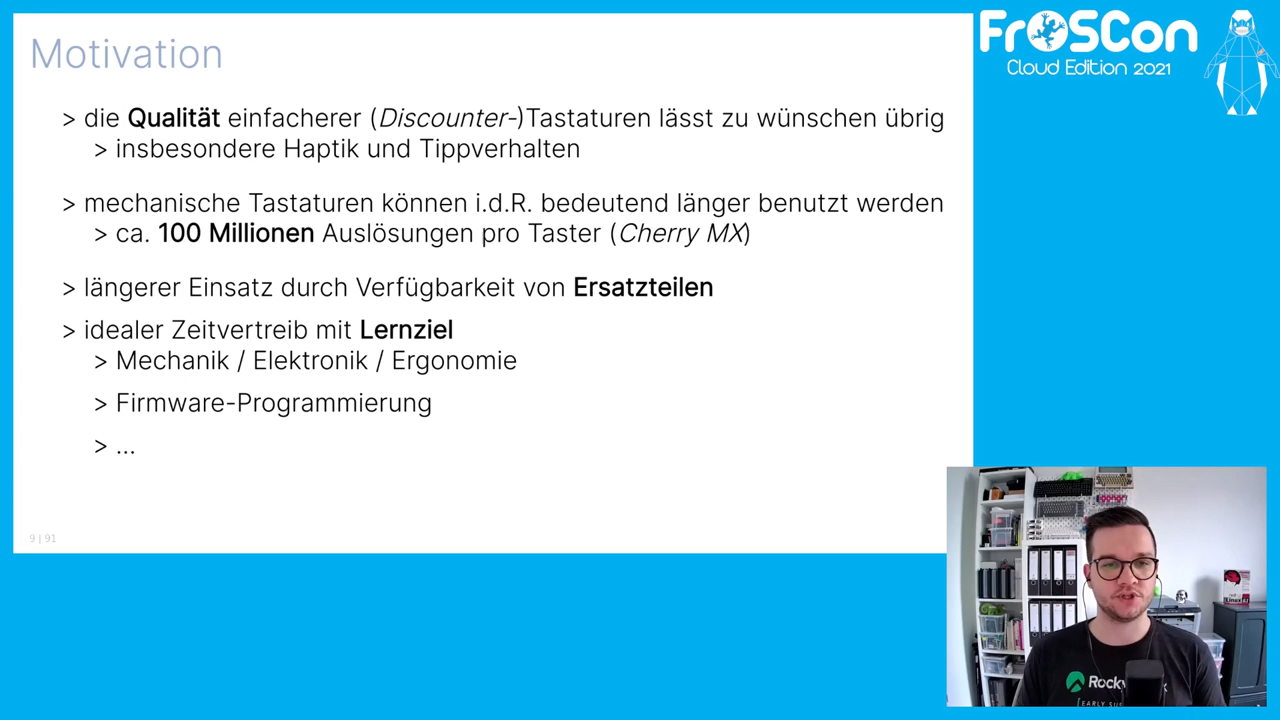 Motivation
> die Qualität einfacherer (Discounter-)Tastaturen lässt zu wünschen übrig
> insbesondere Haptik und Tippverhalten
> mechanische Tastaturen können i.d.R. bedeutend länger benutzt werden
> ca. 100 Millionen Auslösungen pro Taster (Cherry MX)
> längerer Einsatz durch Verfügbarkeit von Ersatzteilen
> idealer Zeitvertreib mit Lernziel
> Mechanik / Elektronik / Ergonomie
> Firmware-Programmierung
> ...
9 | 91
FrOSCon
Cloud Edition 2021